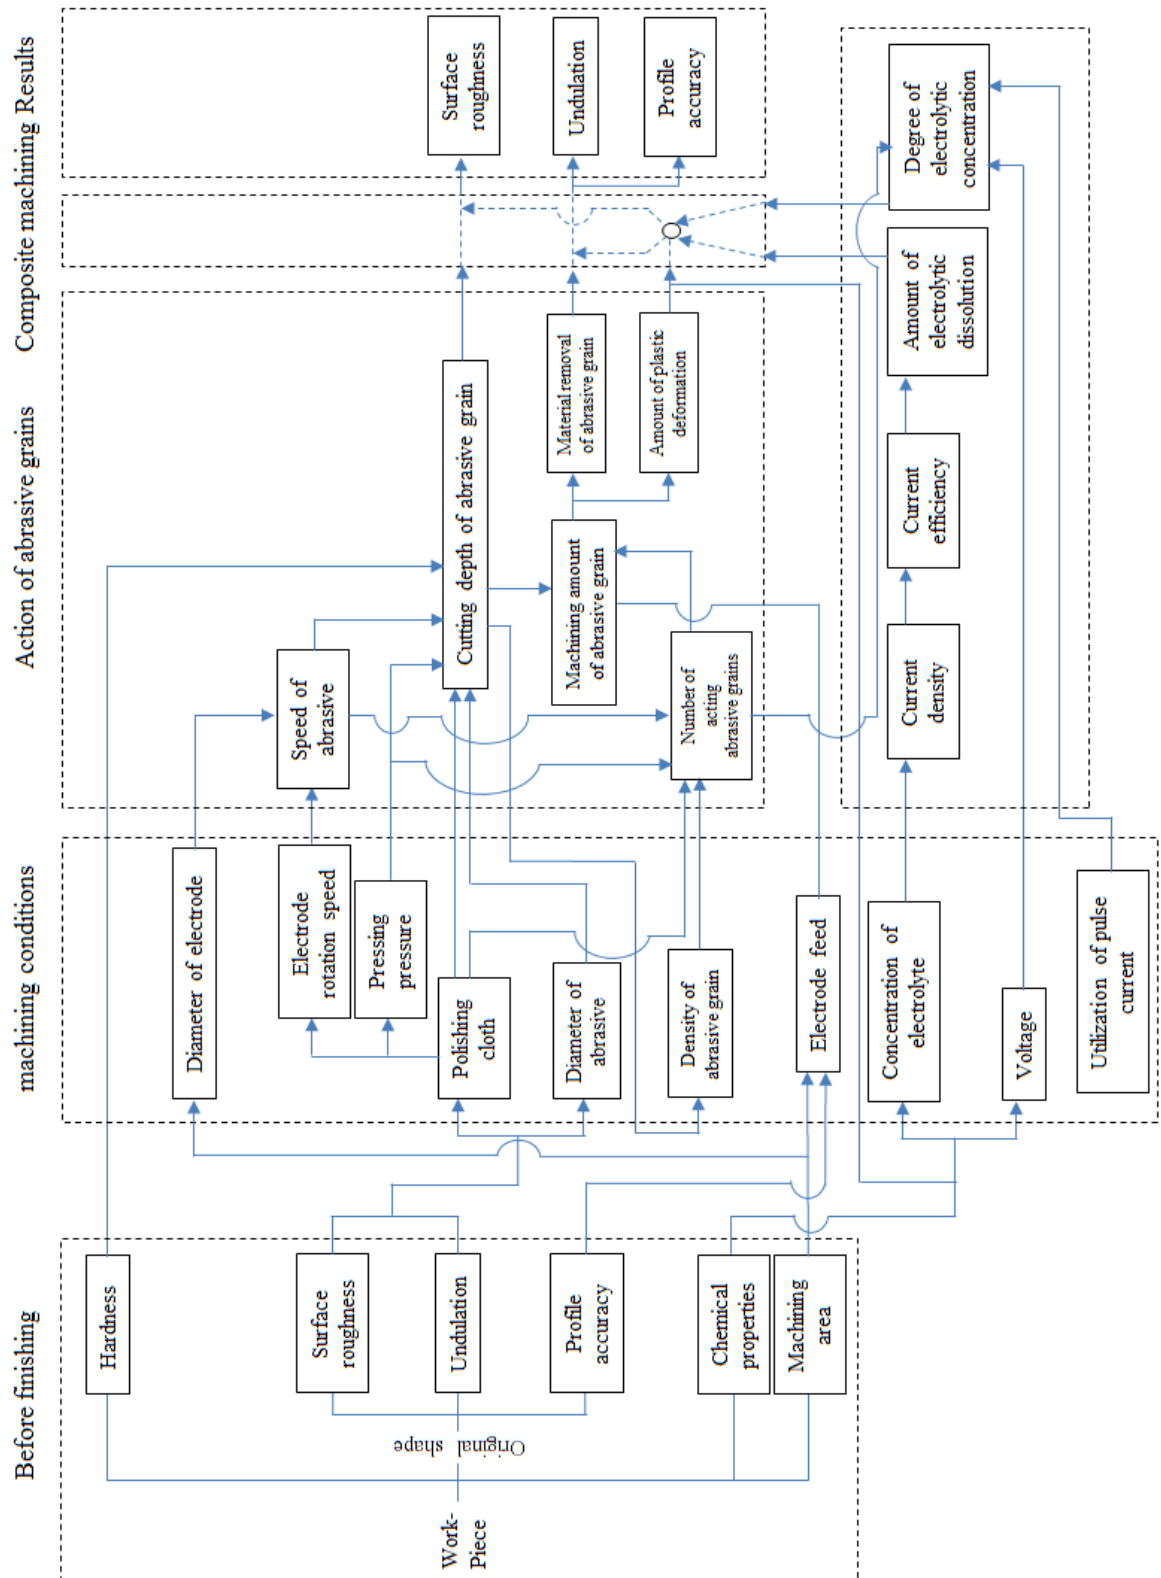 Before finishing
machining conditions
Action of abrasive grains
Composite machining Results
Work-
Piece
Original shape
Hardness
Surface
roughness
Undulation
Profile
accuracy
Chemical
properties
Machining
area
Diameter of electrode
Electrode
rotation speed
Pressing
pressure
Polishing
cloth
Diameter of
abrasive
Density of
abrasive grain
Electrode feed
Concentration of
electrolyte
Voltage
Utilization of pulse
current
Speed of
abrasive
Cutting depth of abrasive grain
Machining amount
of abrasive grain
Number of
acting
abrasive grains
Material removal
of abrasive grain
Amount of plastic
deformation
Current
density
Current
efficiency
Amount of
electrolytic
dissolution
Degree of
electrolytic
concentration
Surface
roughness
Undulation
Profile
accuracy